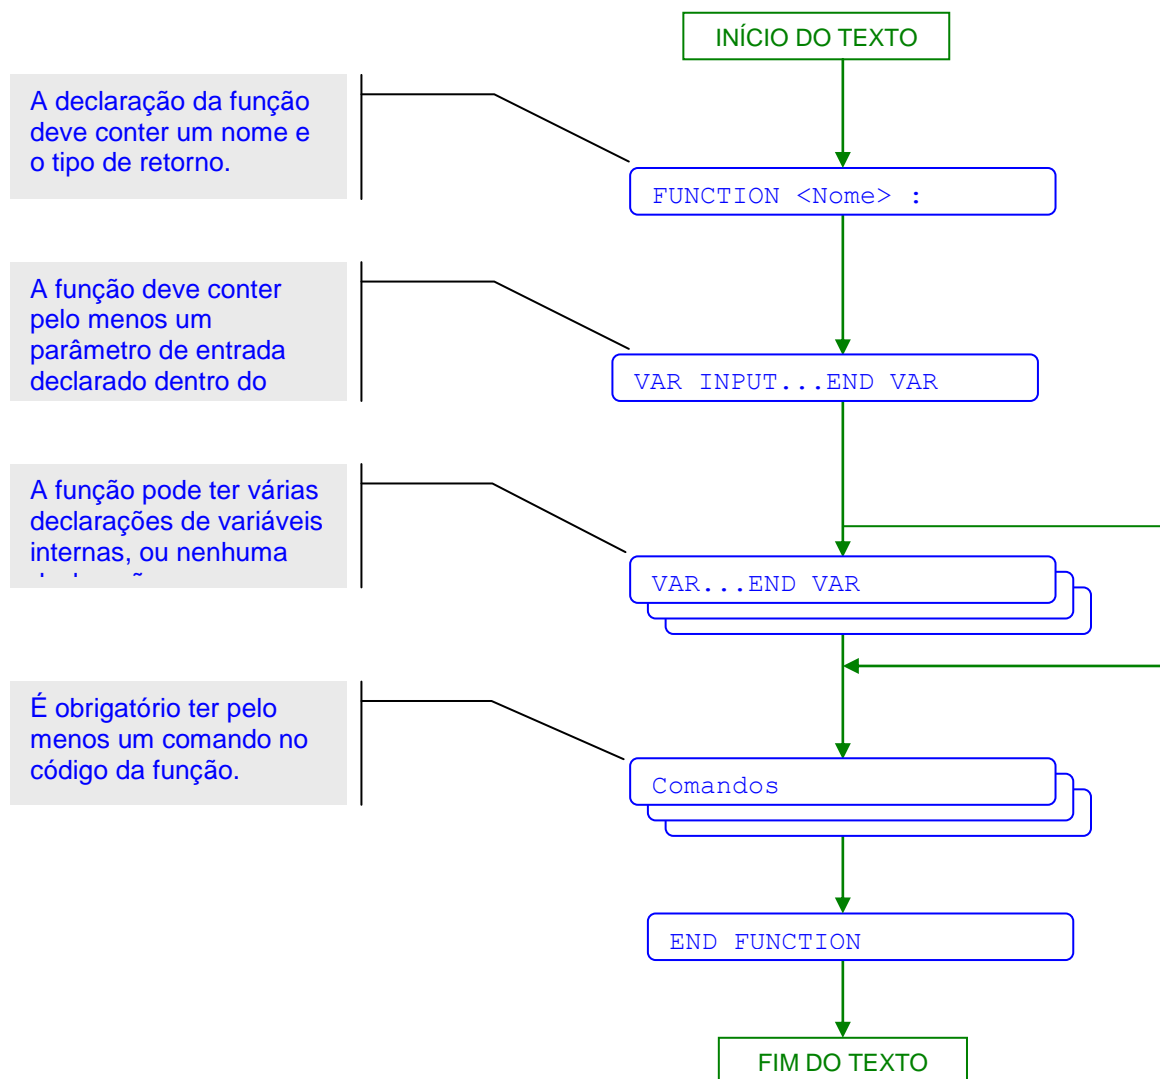 INÍCIO DO TEXTO
A declaração da função
deve conter um nome e
o tipo de retorno.
FUNCTION <Nome> :
A função deve conter
pelo menos um
parâmetro de entrada
declarado dentro do
VAR INPUT...END VAR
A função pode ter várias
declarações de variáveis
internas, ou nenhuma
VAR...END VAR
É obrigatório ter pelo
menos um comando no
código da função.
Comandos
END FUNCTION
FIM DO TEXTO